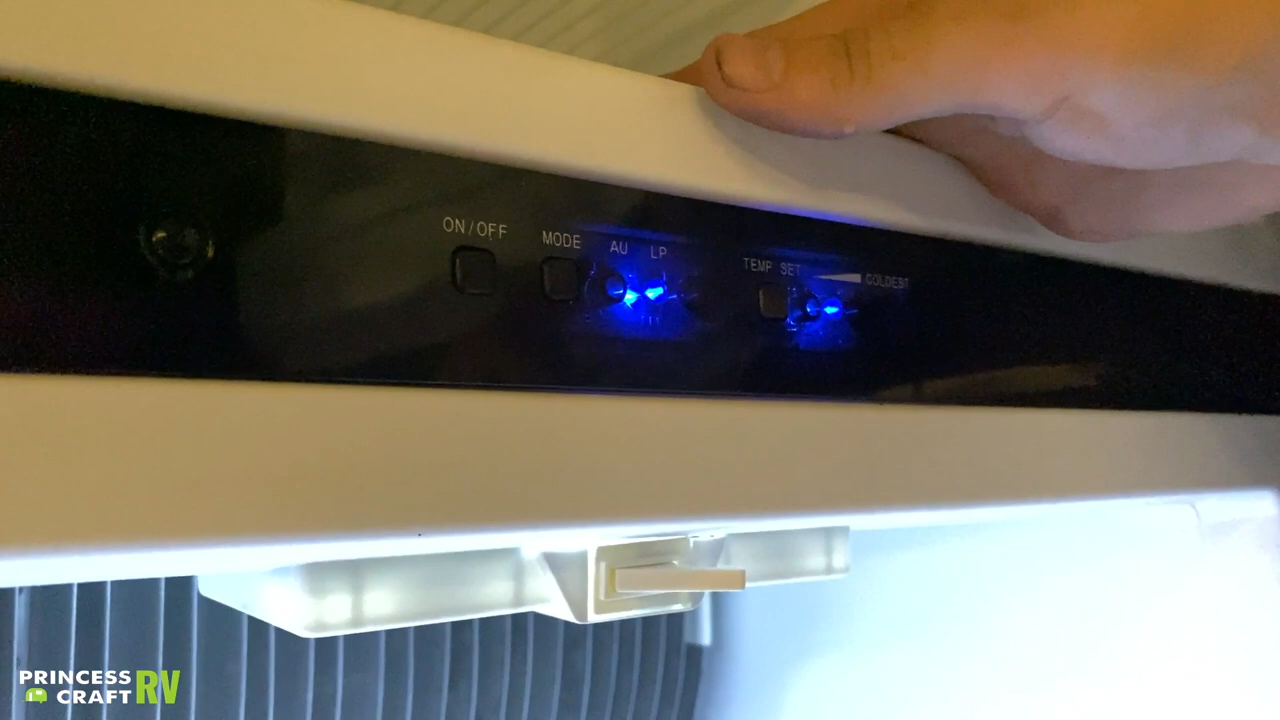 ON/OFF
MODE
AU
LP
TEMP SET
COLDEST
PRINCESS
CRAFT RV